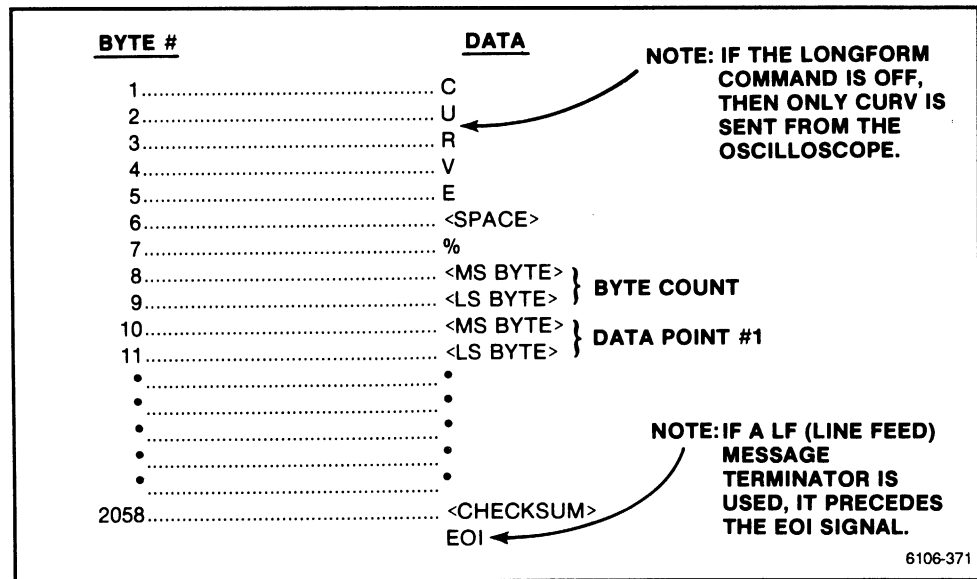 BYTE # DATA
NOTE: IF THE LONGFORM
COMMAND IS OFF,
THEN ONLY CURV IS
SENT FROM THE
OSCILLOSCOPE.
1.......................................... C
2.......................................... U
3.......................................... R
4.......................................... V
5.......................................... E
6.......................................... <SPACE>
7.......................................... %
8.......................................... <MS BYTE>
9.......................................... <LS BYTE>
} BYTE COUNT
10.......................................... <MS BYTE>
11.......................................... <LS BYTE>
} DATA POINT #1
• .......................................... •
• .......................................... •
• .......................................... •
• .......................................... •
• .......................................... •
2058.......................................... <CHECKSUM>
EOI
NOTE: IF A LF (LINE FEED)
MESSAGE
TERMINATOR IS
USED, IT PRECEDES
THE EOI SIGNAL.
6106-371